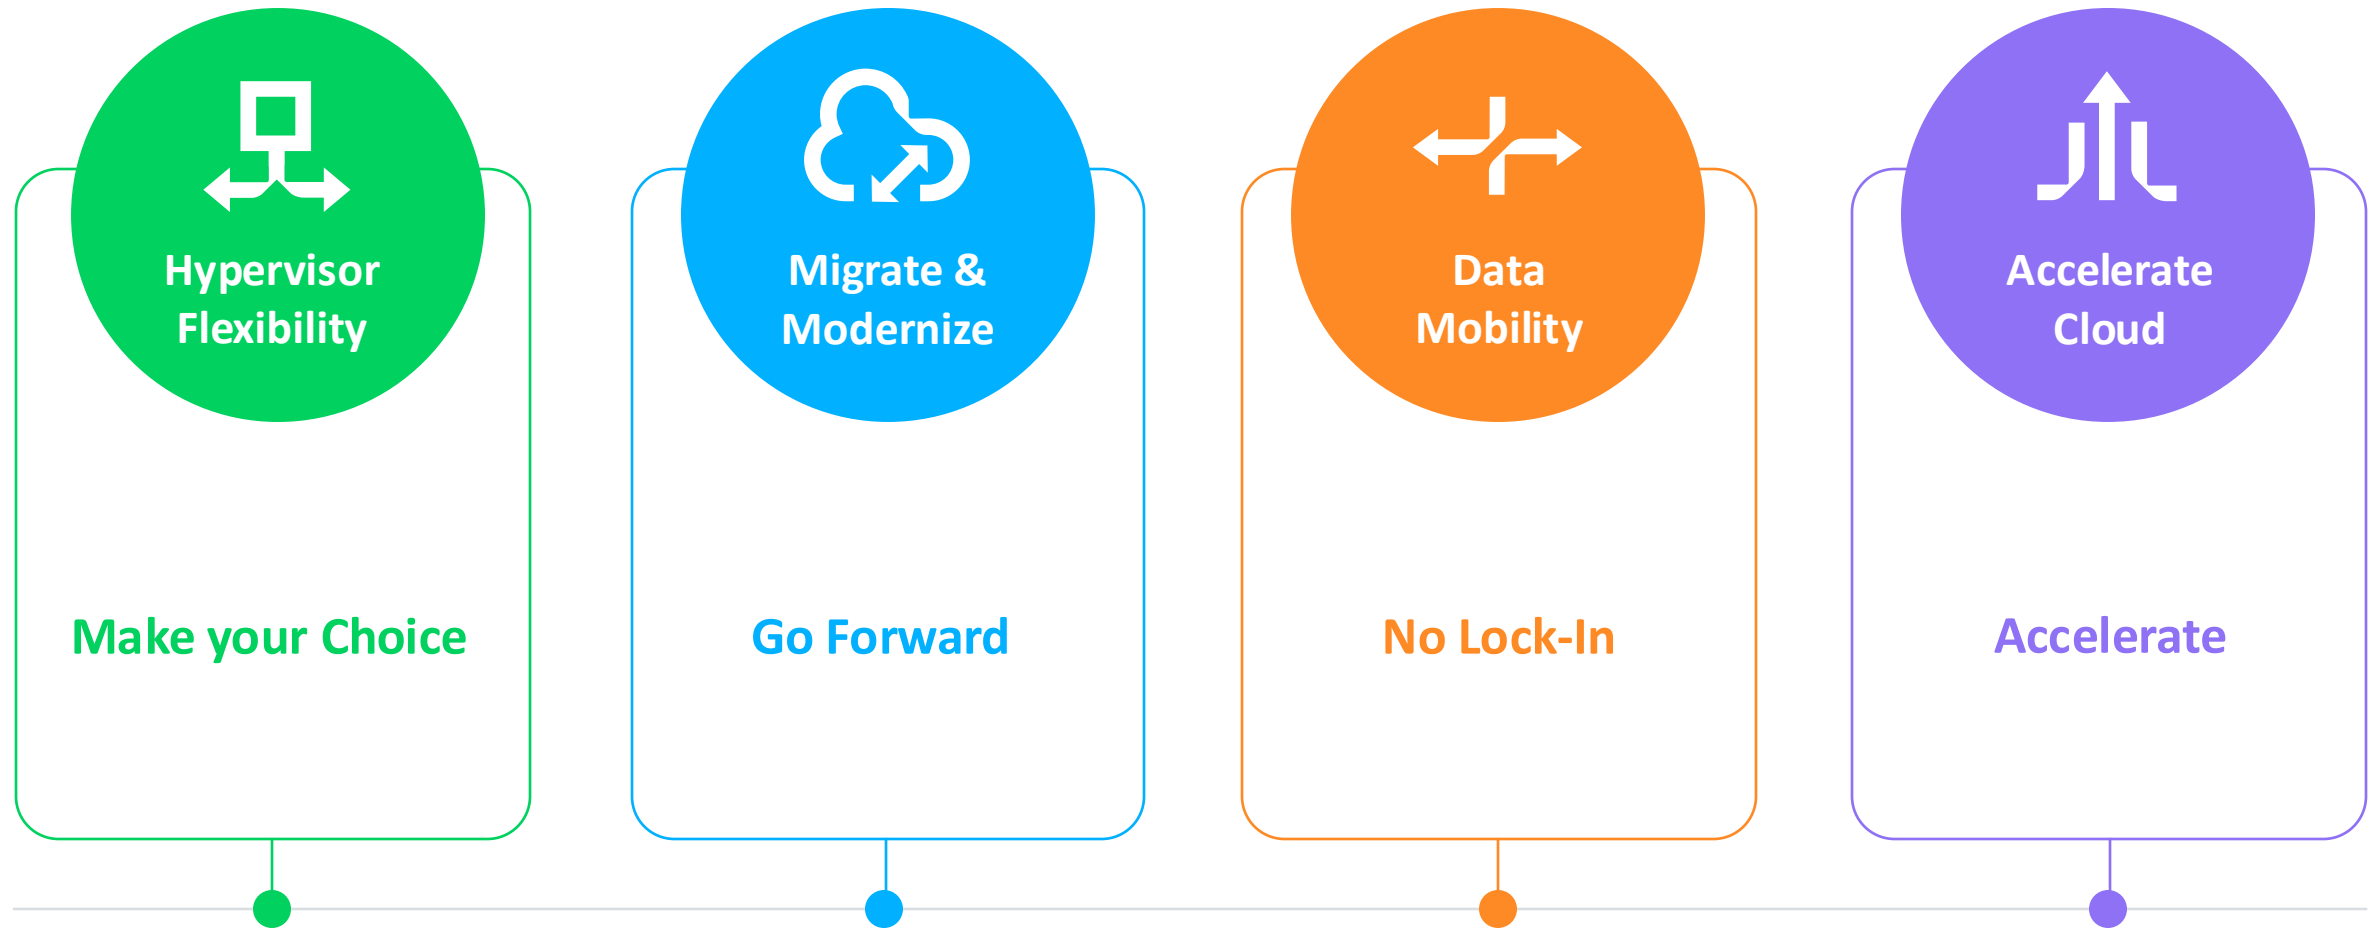 Hypervisor
Flexibility
Make your Choice
Migrate &
Modernize
Go Forward
Data
Mobility
No Lock-In
Accelerate
Cloud
Accelerate